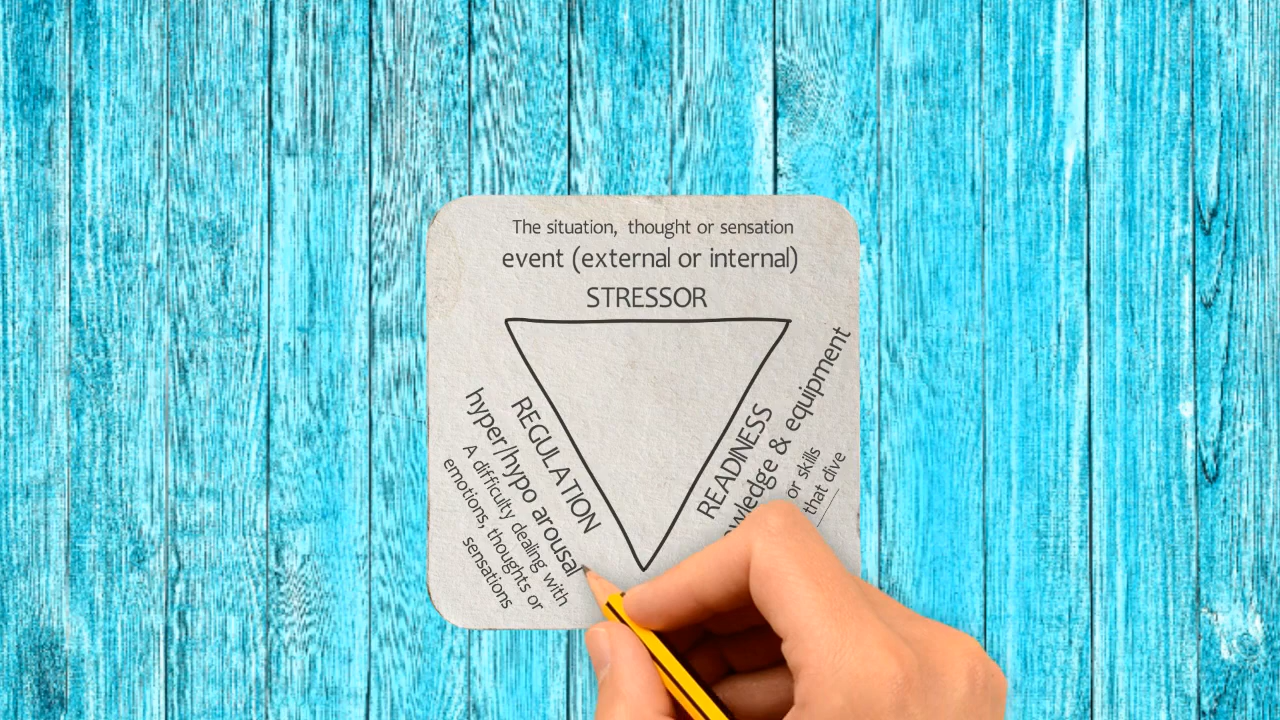 The situation, thought or sensation
event (external or internal)
STRESSOR
REGULATION
hyper/hypo arousal
A difficulty dealing with
emotions, thoughts or
sensations
READINESS
& equipment
or skills
that dive